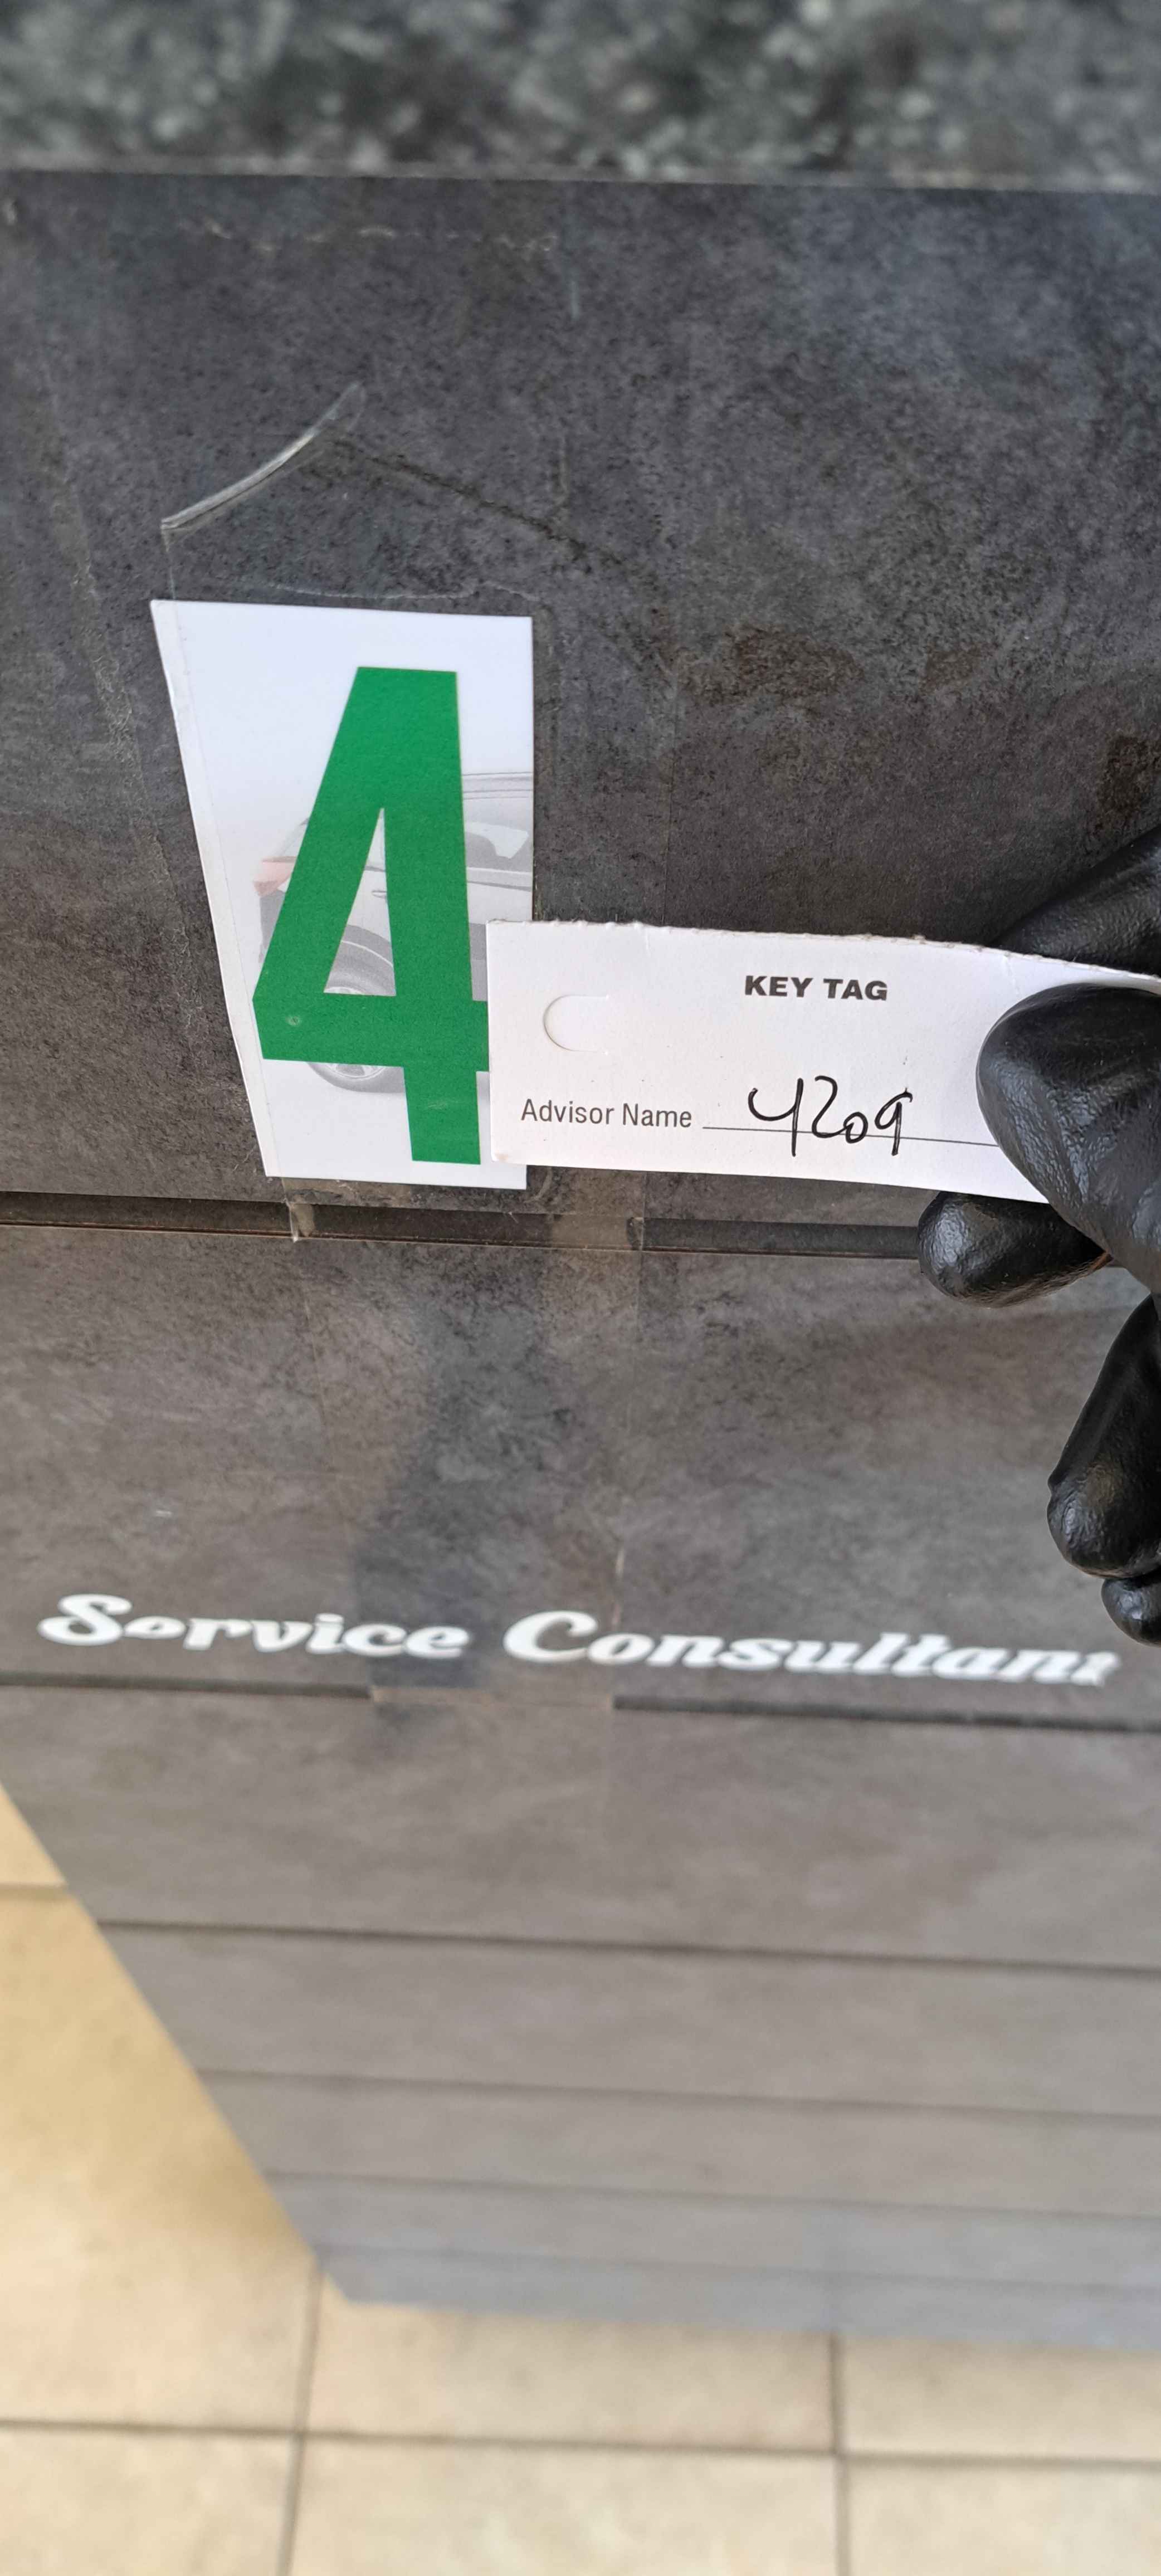 4
KEY TAG
Advisor Name 4209
Service Consultant